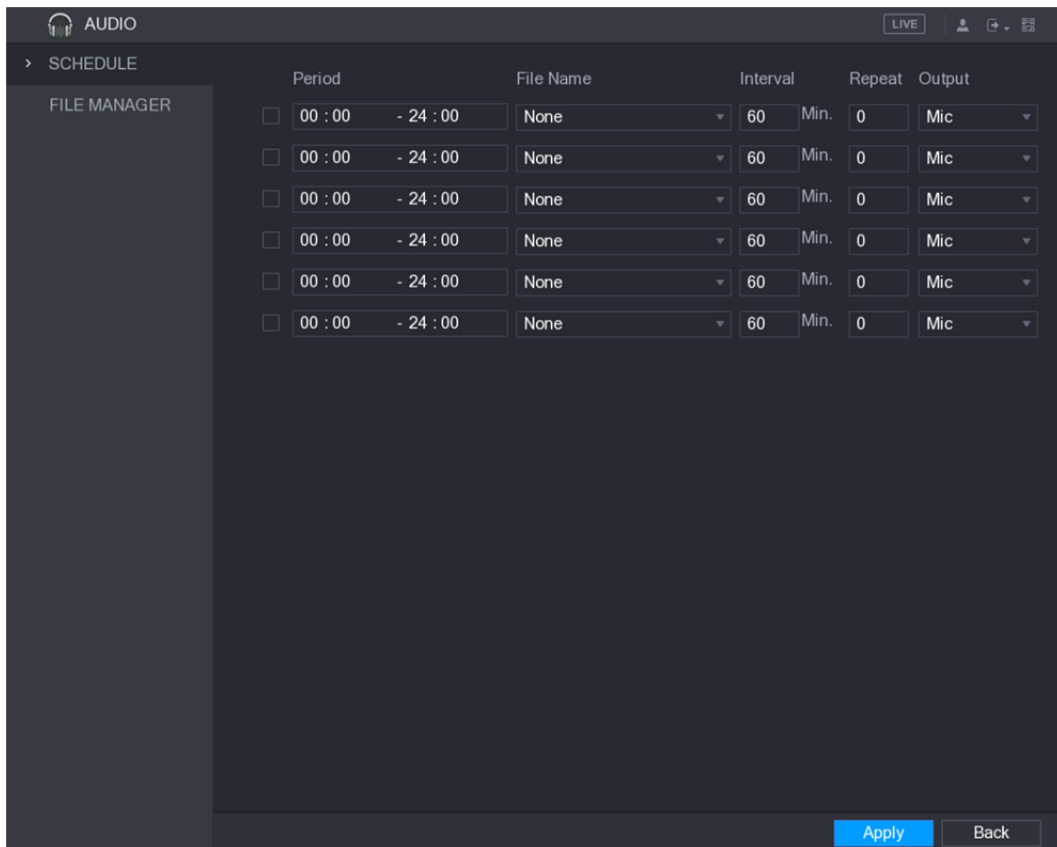 AUDIO LIVE
SCHEDULE
FILE MANAGER
Period File Name Interval Repeat Output
00 : 00 - 24 : 00 None 60 Min. 0 Mic
00 : 00 - 24 : 00 None 60 Min. 0 Mic
00 : 00 - 24 : 00 None 60 Min. 0 Mic
00 : 00 - 24 : 00 None 60 Min. 0 Mic
00 : 00 - 24 : 00 None 60 Min. 0 Mic
00 : 00 - 24 : 00 None 60 Min. 0 Mic
Apply Back